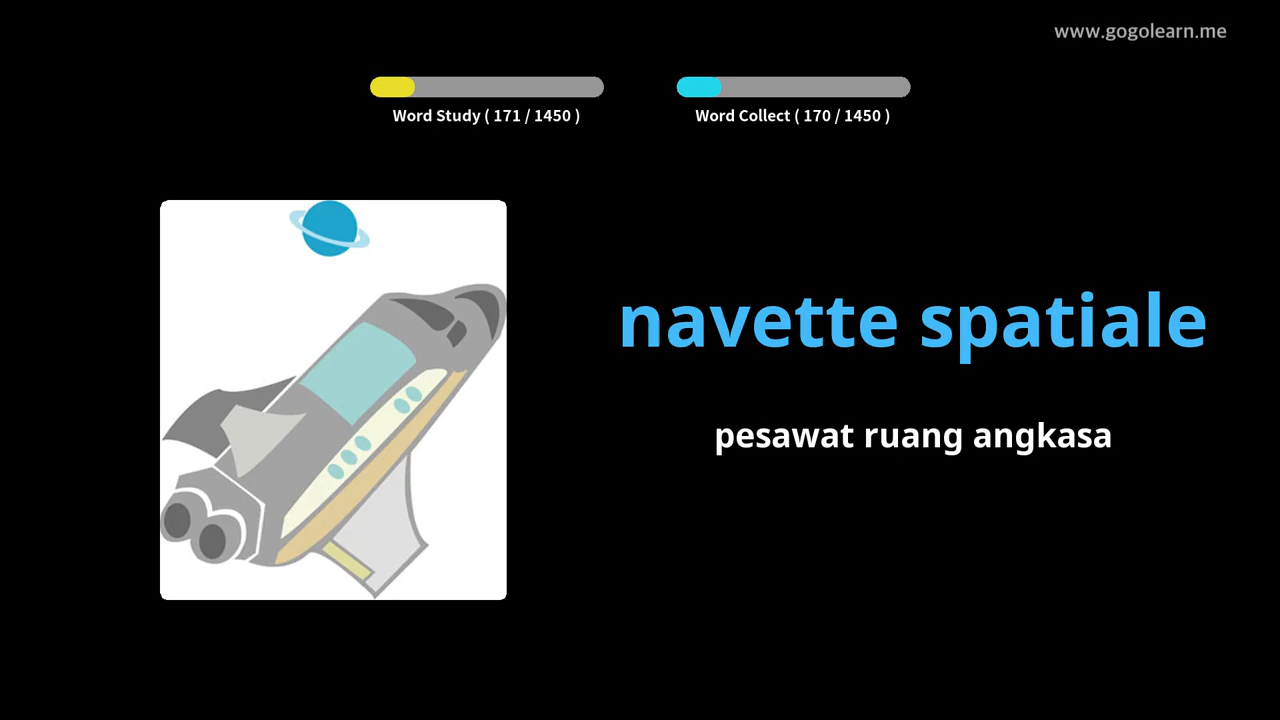 www.gogolearn.me
Word Study ( 171 / 1450 )
Word Collect ( 170 / 1450 )
navette spatiale
pesawat ruang angkasa